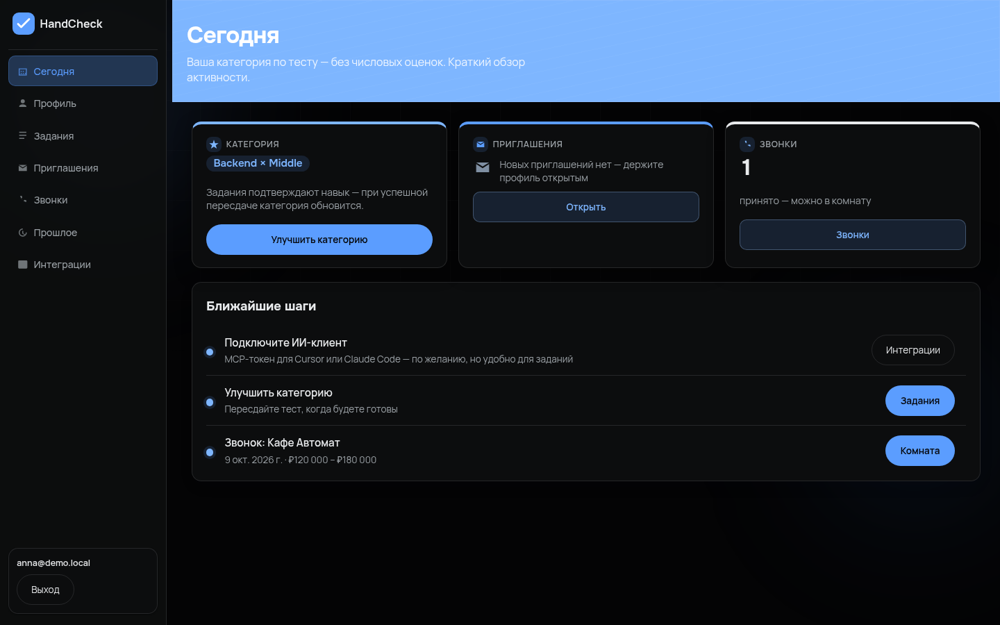 HandCheck
Сегодня
Профиль
Задания
Приглашения
Звонки
Прошлое
Интеграции
anna@demo.local
Выход
Сегодня
Ваша категория по тесту — без числовых оценок. Краткий обзор
активности.
КАТЕГОРИЯ
Backend × Middle
Задания подтверждают навык — при успешной
пересдаче категория обновится.
Улучшить категорию
ПРИГЛАШЕНИЯ
Новых приглашений нет — держите
профиль открытым
Открыть
ЗВОНКИ
1
принято — можно в комнату
Звонки
Ближайшие шаги
Подключите ИИ-клиент
MCP-токен для Cursor или Claude Code — по желанию, но удобно для заданий
Интеграции
Улучшить категорию
Пересдайте тест, когда будете готовы
Задания
Звонок: Кафе Автомат
9 окт. 2026 г. · ₽120 000 – ₽180 000
Комната